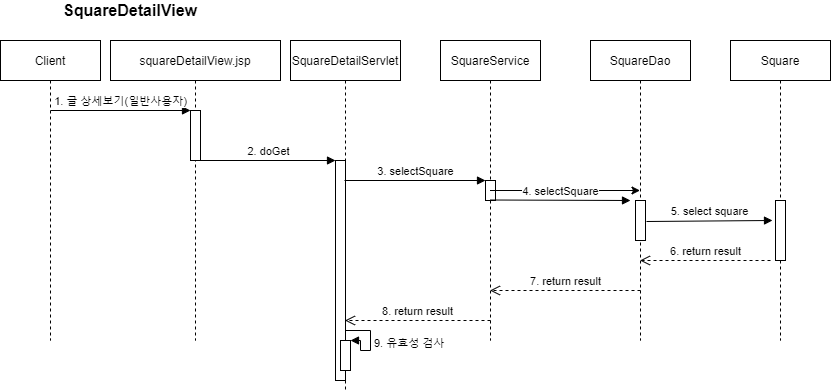 SquareDetailView
Client
squareDetailView.jsp
SquareDetailServlet
SquareService
SquareDao
Square
1. 글 상세보기(일반사용자)
2. doGet
3. selectSquare
4. selectSquare
5. select square
6. return result
7. return result
8. return result
9. 유효성 검사